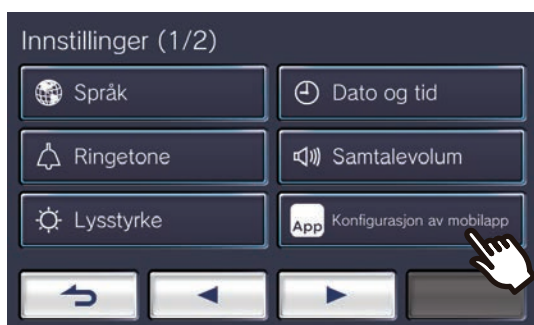 Innstillinger (1/2)
Språk
Dato og tid
Ringetone
Samtalevolum
Lysstyrke
App Konfigurasjon av mobilapp